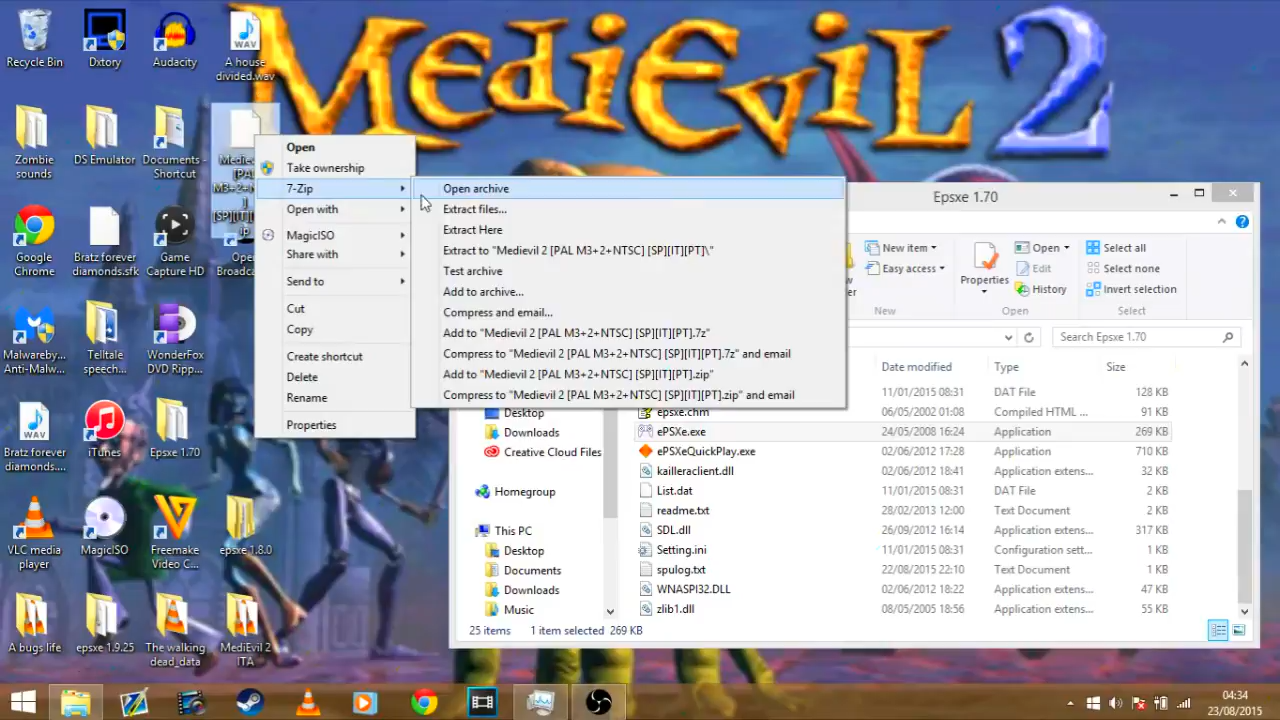 MediEvil 2
Recycle Bin
Dxtory
Audacity
A house
divided.wav
Zombie
sounds
DS Emulator
Documents -
Shortcut
Google
Chrome
Bratz forever
diamonds.sfk
Game
Capture HD
Open
Broadca
Malwareby...
Anti-Malw...
Telltale
speech...
WonderFox
DVD Ripp...
Bratz forever
diamonds....
iTunes
Epsxe 1.70
VLC media
player
MagicISO
Freemake
Video C...
epsxe 1.8.0
A bugs life
epsxe 1.9.25
The walking
dead_data
MediEvil 2
ITA
Open
Take ownership
7-Zip
Open with
MagicISO
Share with
Send to
Cut
Copy
Create shortcut
Delete
Rename
Properties
Open archive
Extract files...
Extract Here
Extract to "Medievil 2 [PAL M3+2+NTSC] [SP][IT][PT]\"
Test archive
Add to archive...
Compress and email...
Add to "Medievil 2 [PAL M3+2+NTSC] [SP][IT][PT].7z"
Compress to "Medievil 2 [PAL M3+2+NTSC] [SP][IT][PT].7z" and email
Add to "Medievil 2 [PAL M3+2+NTSC] [SP][IT][PT].zip"
Compress to "Medievil 2 [PAL M3+2+NTSC] [SP][IT][PT].zip" and email
Epsxe 1.70
New item
Easy access
New
Properties
Open
Edit
History
Open
Select all
Select none
Invert selection
Select
Search Epsxe 1.70
Date modified Type Size
11/01/2015 08:31 DAT File 128 KB
epsxe.chm 06/05/2002 01:08 Compiled HTML ... 91 KB
ePSXe.exe 24/05/2008 16:24 Application 269 KB
ePSXeQuickPlay.exe 02/06/2012 17:28 Application 710 KB
kailleraclient.dll 02/06/2012 18:41 Application extens... 32 KB
List.dat 11/01/2015 08:31 DAT File 1 KB
readme.txt 28/02/2013 12:00 Text Document 2 KB
SDL.dll 26/09/2012 16:14 Application extens... 317 KB
Setting.ini 11/01/2015 08:31 Configuration sett... 1 KB
spulog.txt 22/08/2015 22:10 Text Document 1 KB
WNASPI32.DLL 02/06/2012 18:22 Application extens... 47 KB
zlib1.dll 08/05/2005 18:56 Application extens... 55 KB
Desktop
Downloads
Creative Cloud Files
Homegroup
This PC
Desktop
Documents
Downloads
Music
25 items 1 item selected 269 KB
04:34
23/08/2015